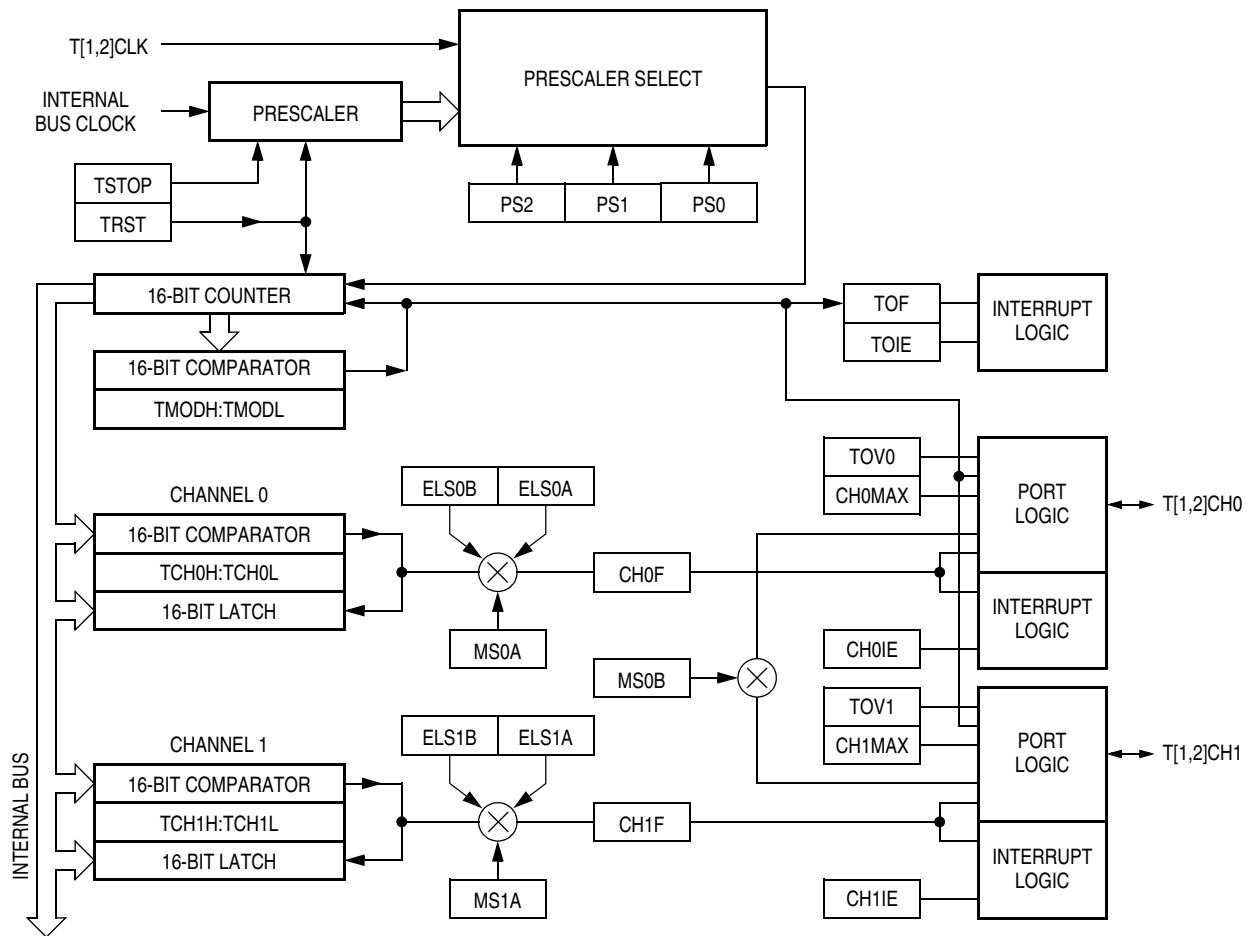 T[1,2]CLK
PRESCALER SELECT
INTERNAL
BUS CLOCK
PRESCALER
TSTOP
TRST
PS2
PS1
PS0
16-BIT COUNTER
16-BIT COMPARATOR
TMODH:TMODL
TOF
TOIE
INTERRUPT
LOGIC
CHANNEL 0
16-BIT COMPARATOR
TCH0H:TCH0L
16-BIT LATCH
ELS0B
ELS0A
MS0A
CH0F
TOV0
CH0MAX
PORT
LOGIC
T[1,2]CH0
INTERRUPT
LOGIC
CH0IE
MS0B
CHANNEL 1
16-BIT COMPARATOR
TCH1H:TCH1L
16-BIT LATCH
ELS1B
ELS1A
MS1A
CH1F
TOV1
CH1MAX
PORT
LOGIC
T[1,2]CH1
INTERRUPT
LOGIC
CH1IE
INTERNAL BUS